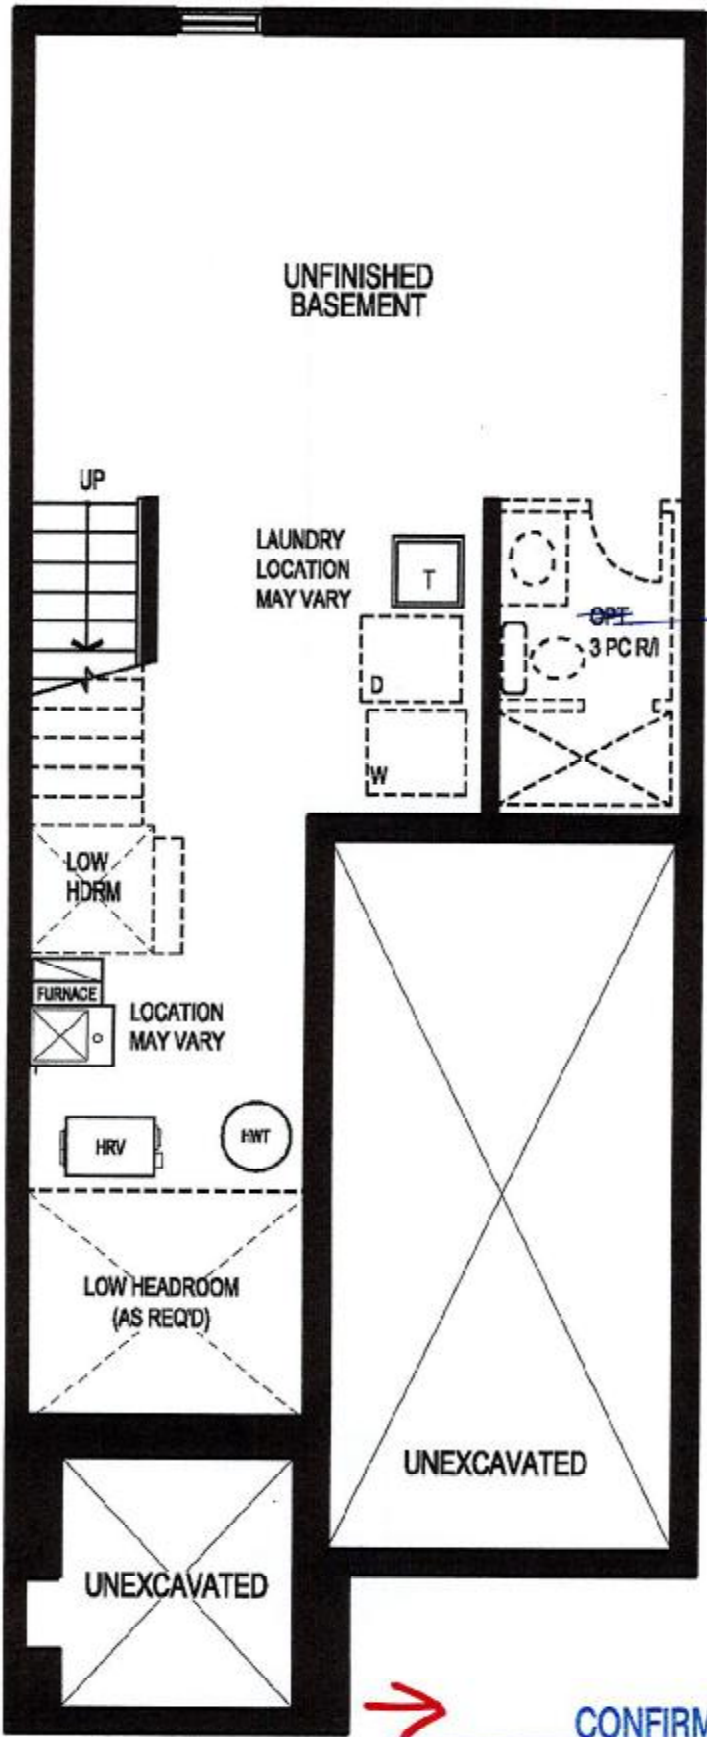 UNFINISHED
BASEMENT
UP
LAUNDRY
LOCATION
MAY VARY
T
OPT.
3 PC R/I
D
W
LOW
HDRM
FURNACE
LOCATION
MAY VARY
HRV
HWT
LOW HEADROOM
(AS REQ'D)
UNEXCAVATED
UNEXCAVATED
CONFIRM